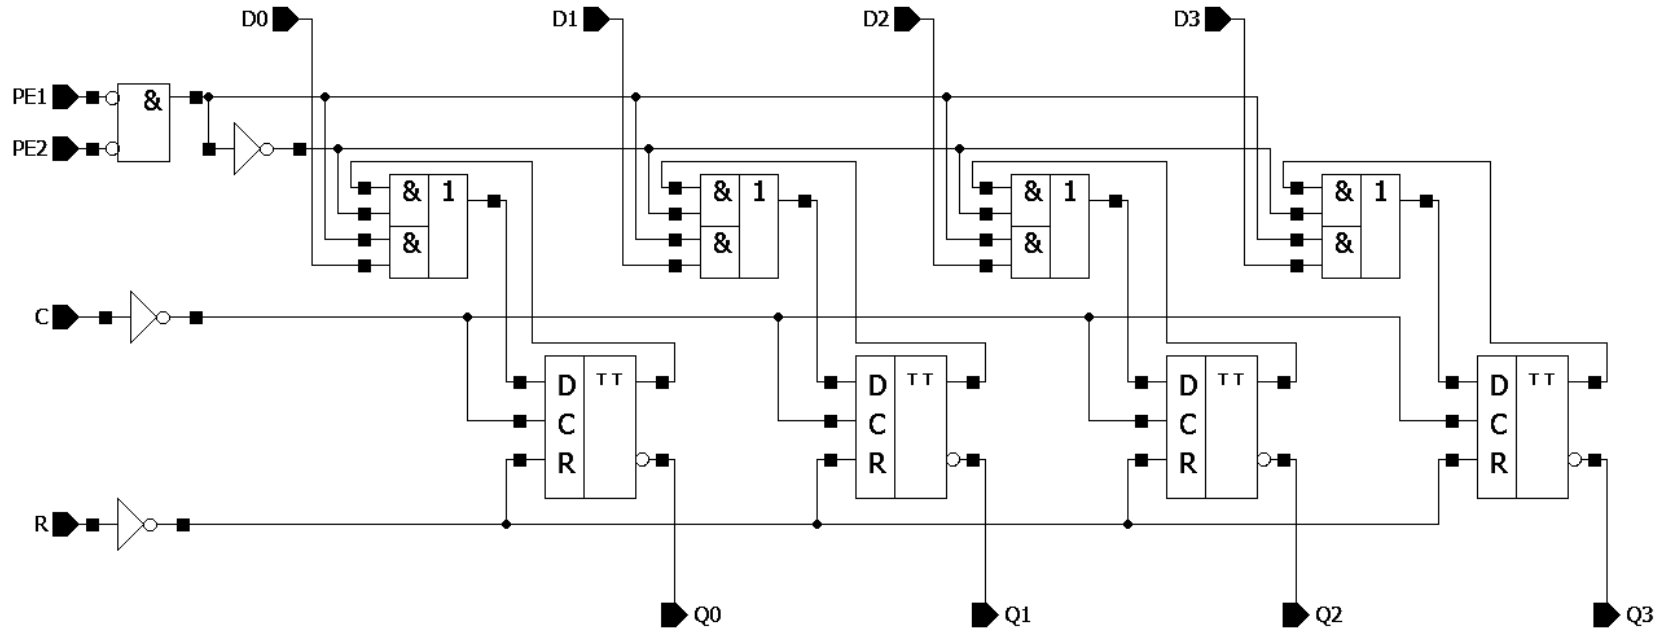 D0 D1 D2 D3
PE1 &
PE2
& 1 & 1 & 1 & 1
& & & &
C
D TT D TT D TT D TT
C C C C
R R R R
R
Q0 Q1 Q2 Q3